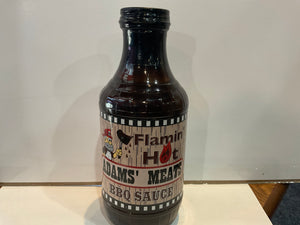 Flamin'
Hot
ADAMS' MEATS
BBQ SAUCE